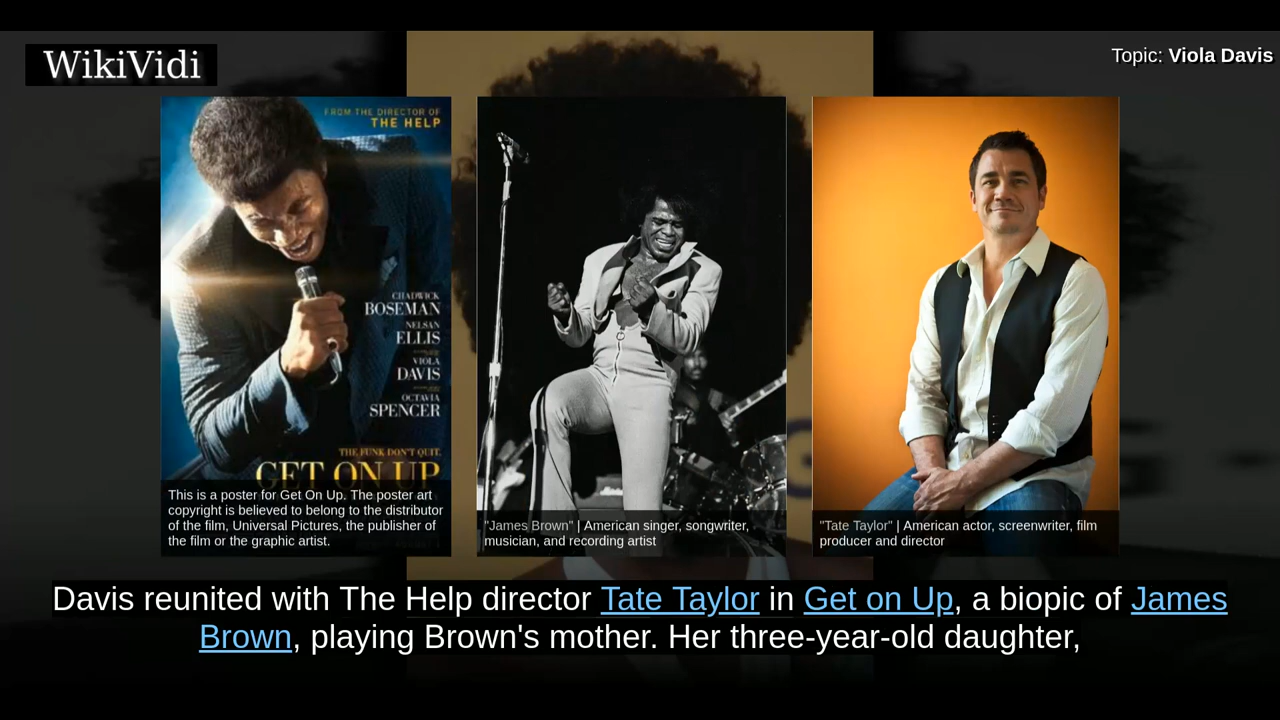 WikiVidi
Topic: Viola Davis
FROM THE DIRECTOR OF
THE HELP
CHADWICK
BOSEMAN
NELSAN
ELLIS
VIOLA
DAVIS
OCTAVIA
SPENCER
THE FUNK DON'T QUIT.
GET ON UP
This is a poster for Get On Up. The poster art
copyright is believed to belong to the distributor
of the film, Universal Pictures, the publisher of
the film or the graphic artist.
"James Brown" | American singer, songwriter,
musician, and recording artist
"Tate Taylor" | American actor, screenwriter, film
producer and director
Davis reunited with The Help director Tate Taylor in Get on Up, a biopic of James
Brown, playing Brown's mother. Her three-year-old daughter,